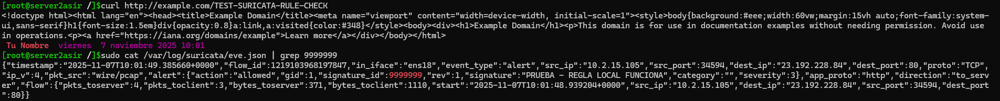 [root@server2asir /]$curl http://example.com/TEST-SURICATA-RULE-CHECK
<!doctype html><html lang="en"><head><title>Example Domain</title><meta name="viewport" content="width=device-width, initial-scale=1"><style>body{background:#eee;width:60vw;margin:15vh auto;font-family:system-
ui,sans-serif}h1{font-size:1.5em}div{opacity:0.8}a:link,a:visited{color:#348}</style><body><div><h1>Example Domain</h1><p>This domain is for use in documentation examples without needing permission. Avoid use
in operations.<p><a href="https://iana.org/domains/example">Learn more</a></div></body></html>
Tu Nombre  viernes  7 noviembre 2025 10:01
[root@server2asir /]$sudo cat /var/log/suricata/eve.json | grep 9999999
{"timestamp":"2025-11-07T10:01:49.385660+0000","flow_id":1219103968197847,"in_iface":"ens18","event_type":"alert","src_ip":"10.2.15.105","src_port":34594,"dest_ip":"23.192.228.84","dest_port":80,"proto":"TCP",
"ip_v":4,"pkt_src":"wire/pcap","alert":{"action":"allowed","gid":1,"signature_id":9999999,"rev":1,"signature":"PRUEBA - REGLA LOCAL FUNCIONA","category":"","severity":3},"app_proto":"http","direction":"to_serv
er","flow":{"pkts_toserver":4,"pkts_toclient":3,"bytes_toserver":371,"bytes_toclient":1110,"start":"2025-11-07T10:01:48.939204+0000","src_ip":"10.2.15.105","dest_ip":"23.192.228.84","src_port":34594,"dest_port
":80}}